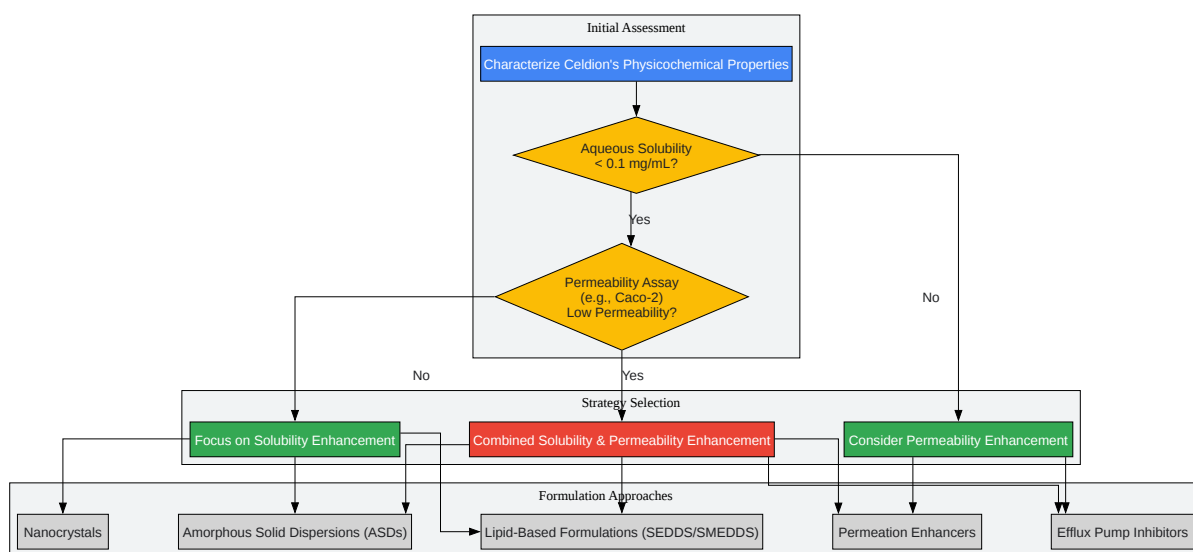 Initial Assessment
Characterize Celdion's Physicochemical Properties
Aqueous Solubility
< 0.1 mg/mL?
Yes
Permeability Assay
(e.g., Caco-2)
Low Permeability?
No
No
Yes
Strategy Selection
Focus on Solubility Enhancement
Combined Solubility & Permeability Enhancement
Consider Permeability Enhancement
Formulation Approaches
Nanocrystals
Amorphous Solid Dispersions (ASDs)
Lipid-Based Formulations (SEDDS/SMEDDS)
Permeation Enhancers
Efflux Pump Inhibitors